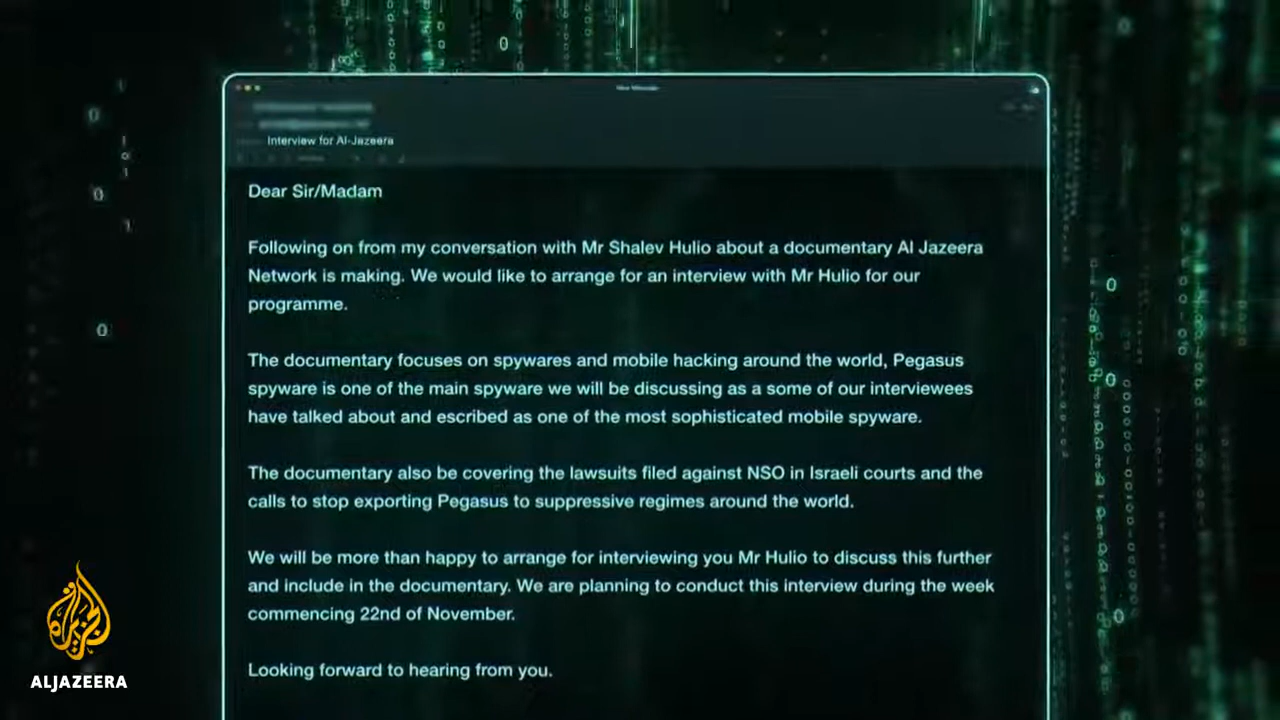 Interview for Al-Jazeera
Dear Sir/Madam
Following on from my conversation with Mr Shalev Hulio about a documentary Al Jazeera
Network is making. We would like to arrange for an interview with Mr Hulio for our
programme.
The documentary focuses on spywares and mobile hacking around the world, Pegasus
spyware is one of the main spyware we will be discussing as a some of our interviewees
have talked about and escribed as one of the most sophisticated mobile spyware.
The documentary also be covering the lawsuits filed against NSO in Israeli courts and the
calls to stop exporting Pegasus to suppressive regimes around the world.
We will be more than happy to arrange for interviewing you Mr Hulio to discuss this further
and include in the documentary. We are planning to conduct this interview during the week
commencing 22nd of November.
Looking forward to hearing from you.
الجزيرة
ALJAZEERA